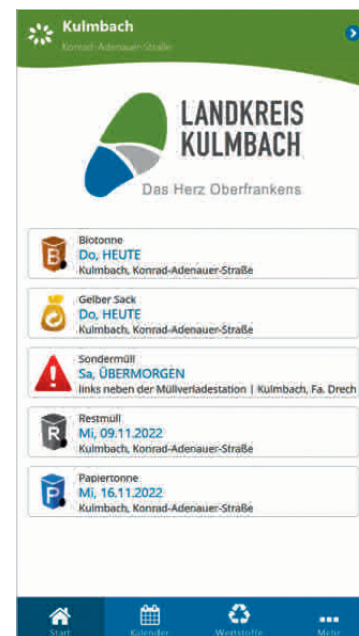 Kulmbach
Konrad-Adenauer-Straße
LANDKREIS
KULMBACH
Das Herz Oberfrankens
B
Biotonne
Do, HEUTE
Kulmbach, Konrad-Adenauer-Straße
Gelber Sack
Do, HEUTE
Kulmbach, Konrad-Adenauer-Straße
Sondermüll
Sa, ÜBERMORGEN
links neben der Müllverladestation | Kulmbach, Fa. Drech
R
Restmüll
Mi, 09.11.2022
Kulmbach, Konrad-Adenauer-Straße
P
Papiertonne
Mi, 16.11.2022
Kulmbach, Konrad-Adenauer-Straße
Start Kalender Wertstoffe Mehr